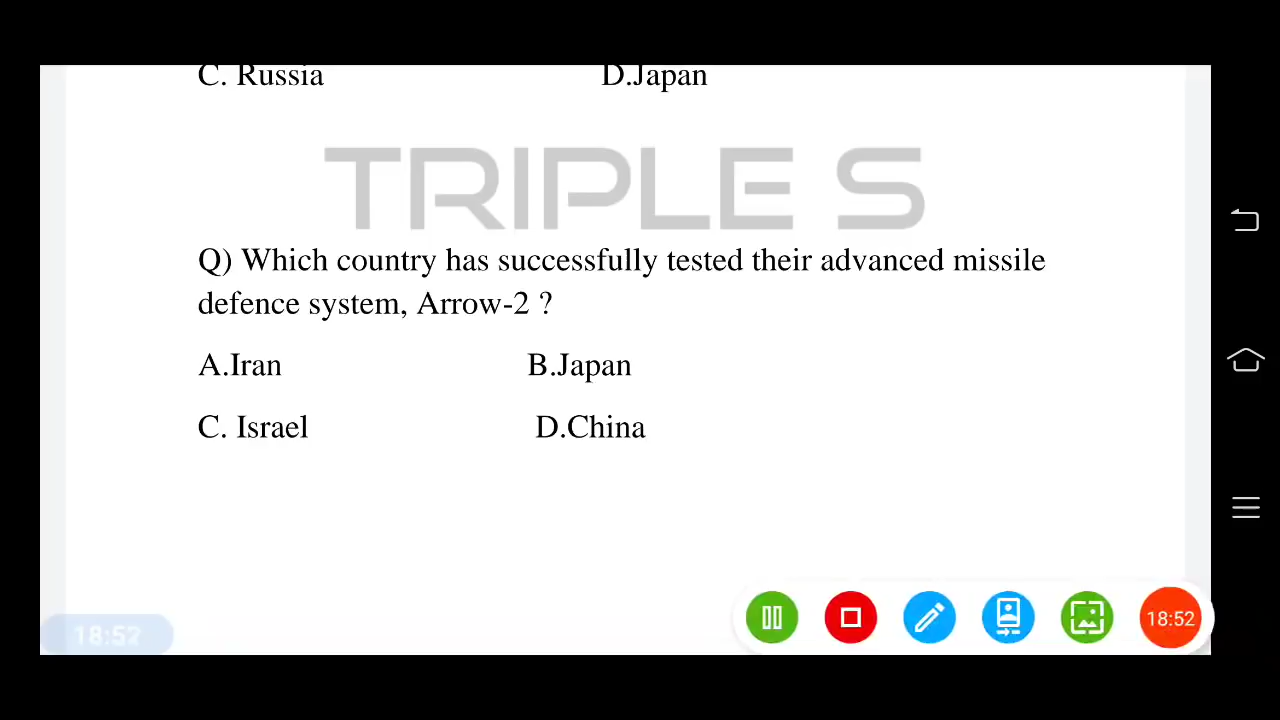 C. Russia D.Japan
TRIPLE S
Q) Which country has successfully tested their advanced missile
defence system, Arrow-2 ?
A.Iran B.Japan
C. Israel D.China
18:52
18:52